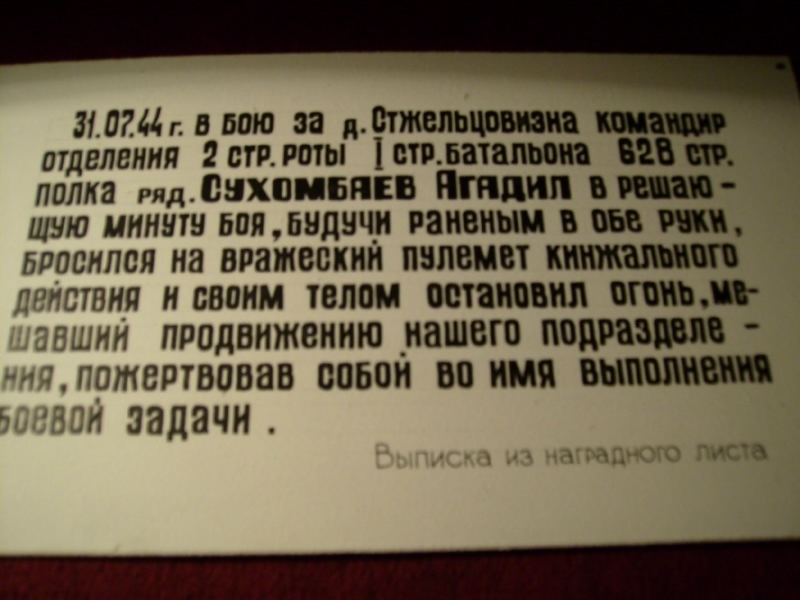 31.07.44 г. в бою за д. Стжельцовизна командир
отделения 2 стр. роты I стр. батальона 628 стр.
полка ряд. Сухомбаев Агадил в решаю-
щую минуту боя, будучи раненым в обе руки,
бросился на вражеский пулемет кинжального
действия и своим телом остановил огонь, ме-
шавший продвижению нашего подразделе-
ния, пожертвовав собой во имя выполнения
боевой задачи.
Выписка из наградного листа